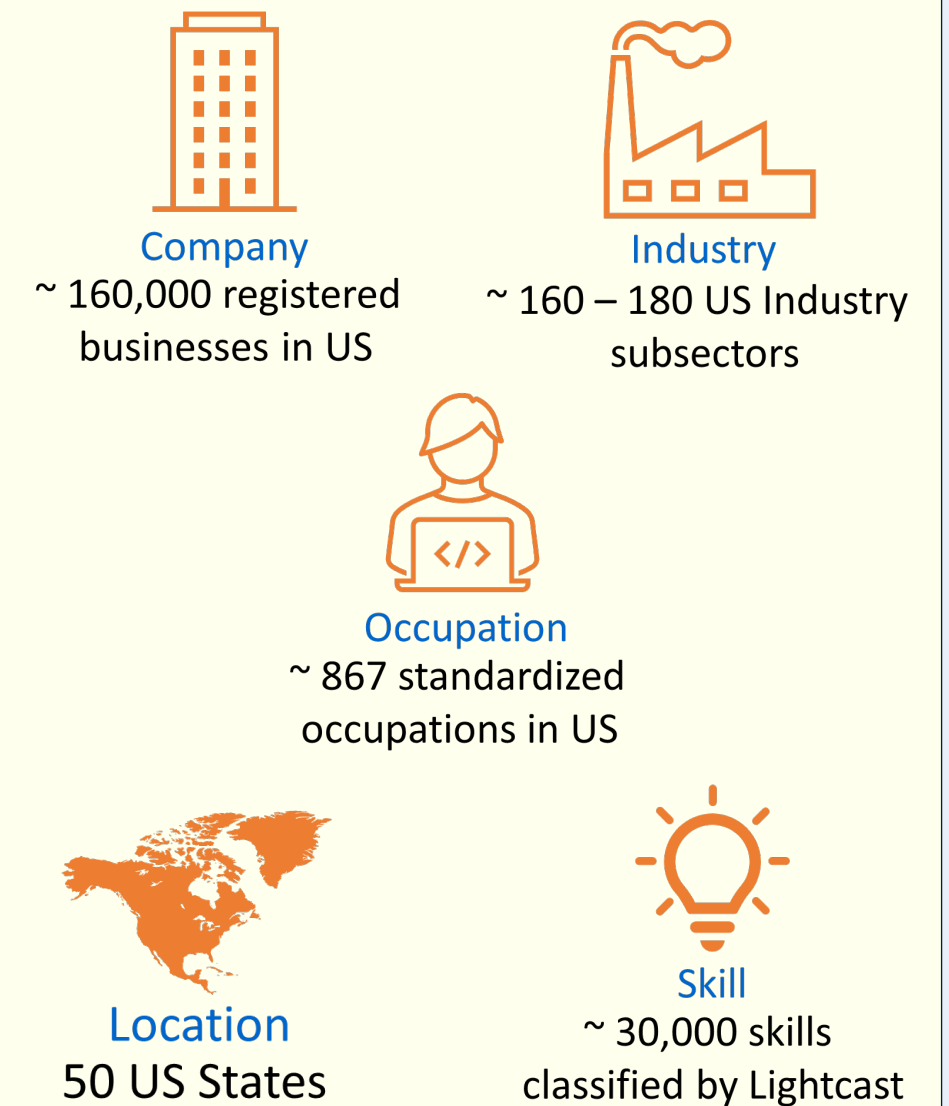 Company
~ 160,000 registered
businesses in US
Industry
~ 160 – 180 US Industry
subsectors
</>
Occupation
~ 867 standardized
occupations in US
Location
50 US States
Skill
~ 30,000 skills
classified by Lightcast